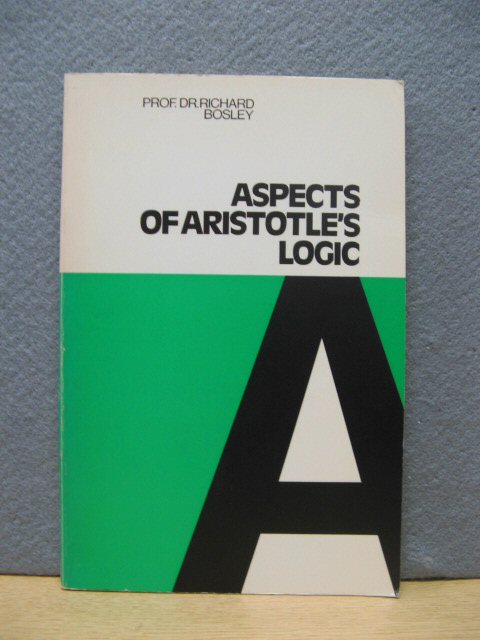 PROF. DR. RICHARD
BOSLEY
ASPECTS
OF ARISTOTLE'S
LOGIC
A